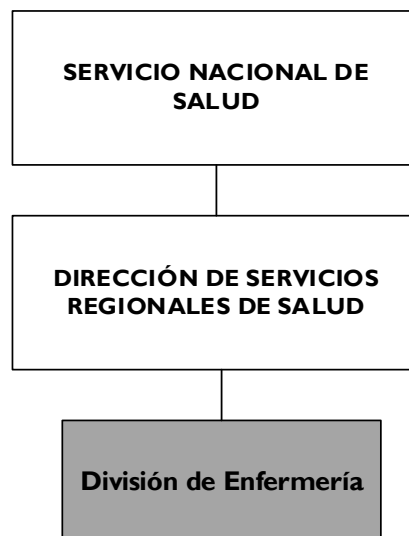 SERVICIO NACIONAL DE
SALUD
DIRECCIÓN DE SERVICIOS
REGIONALES DE SALUD
División de Enfermería